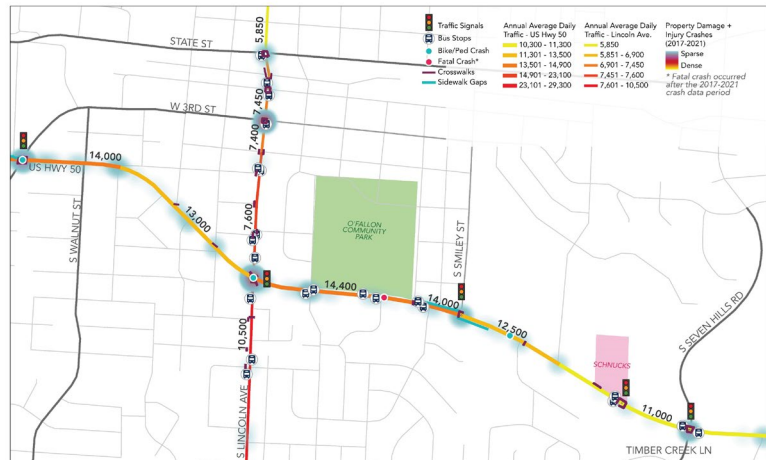 Traffic Signals
Bus Stops
Bike/Ped Crash
Fatal Crash*
Crosswalks
Sidewalk Gaps
Annual Average Daily
Traffic - US Hwy 50
10,300 - 11,300
11,301 - 13,500
13,501 - 14,900
14,901 - 23,100
23,101 - 29,300
Annual Average Daily
Traffic - Lincoln Ave.
5,850
5,851 - 6,900
6,901 - 7,450
7,451 - 7,600
7,601 - 10,500
Property Damage +
Injury Crashes
(2017-2021)
Sparse
Dense
* Fatal crash occurred
after the 2017-2021
crash data period
5,850
STATE ST
7,450
W 3RD ST
7,400
14,000
US HWY 50
S WALNUT ST
13,000
7,600
O'FALLON
COMMUNITY
PARK
S SMILEY ST
14,400
14,000
12,500
S SEVEN HILLS RD
10,500
SCHNUCKS
11,000
S LINCOLN AVE
TIMBER CREEK LN